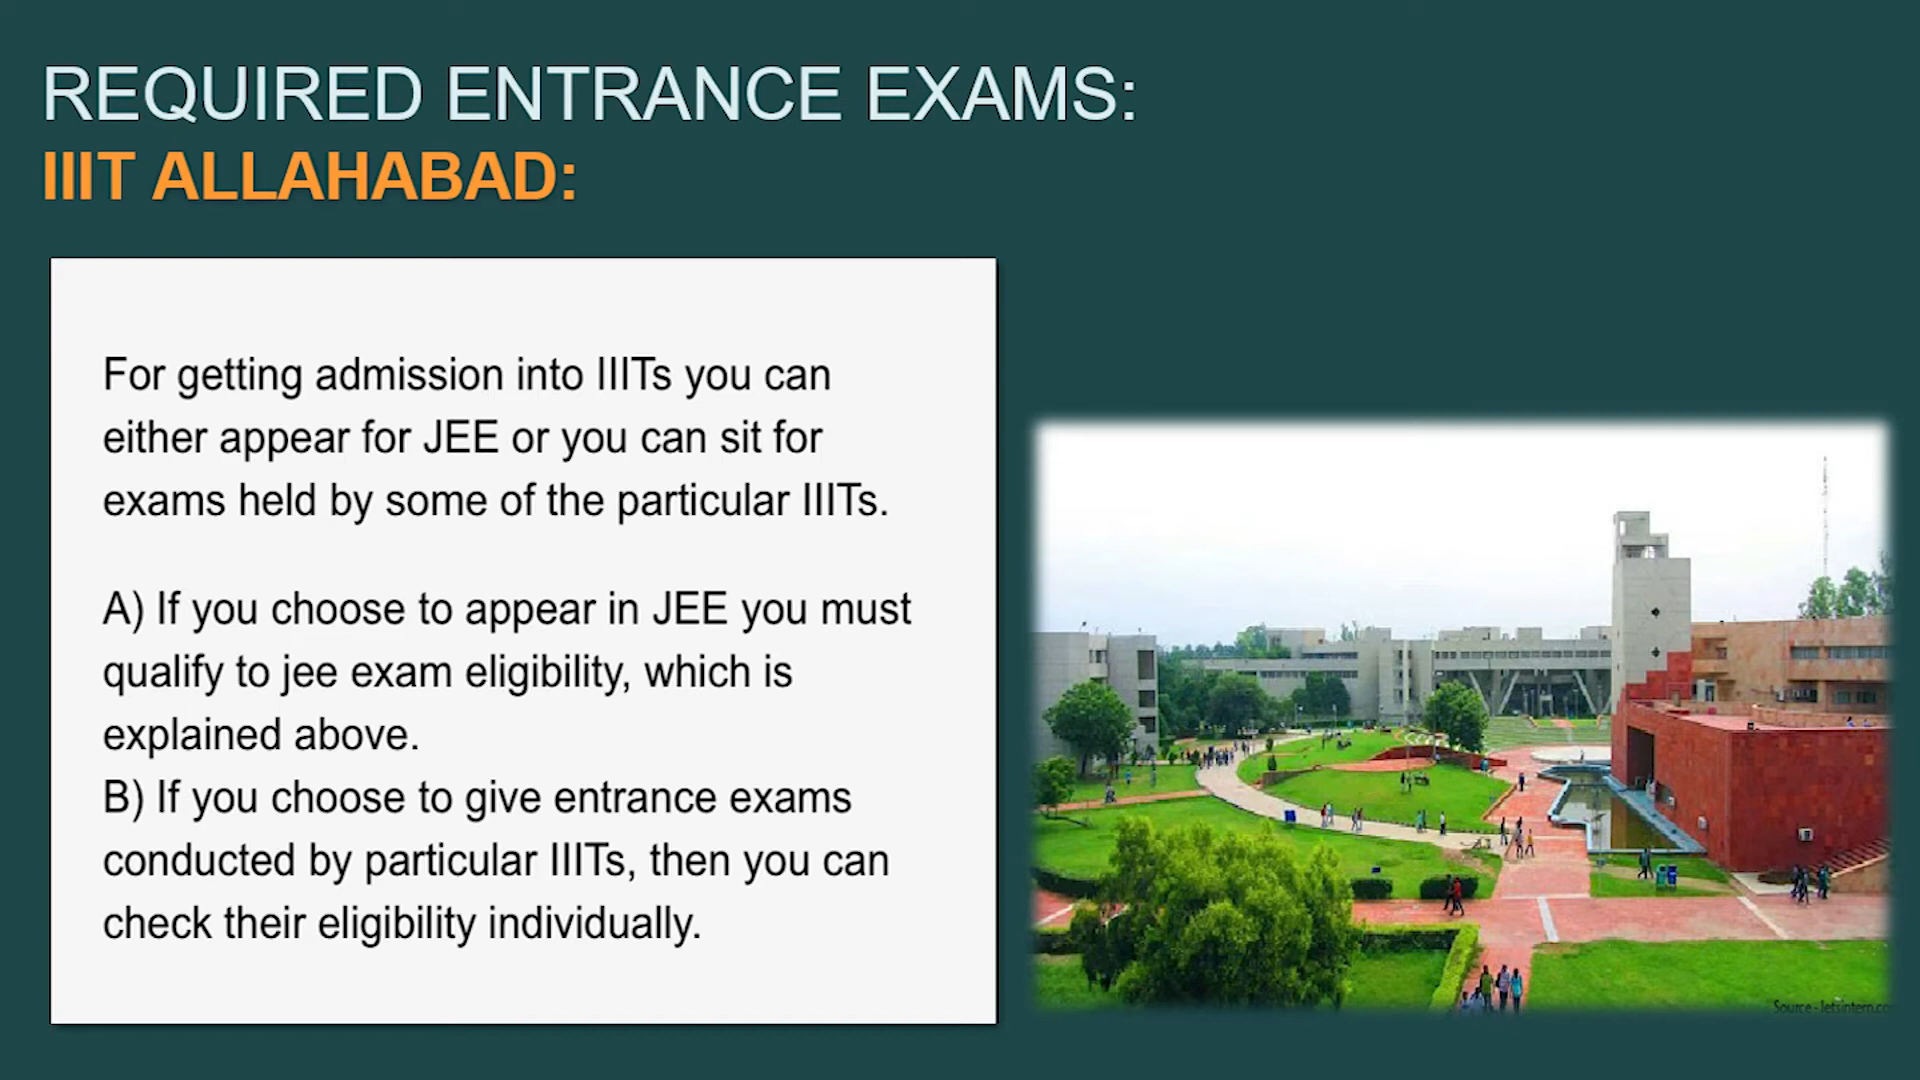 REQUIRED ENTRANCE EXAMS:
IIIT ALLAHABAD:
For getting admission into IIITs you can
either appear for JEE or you can sit for
exams held by some of the particular IIITs.
A) If you choose to appear in JEE you must
qualify to jee exam eligibility, which is
explained above.
B) If you choose to give entrance exams
conducted by particular IIITs, then you can
check their eligibility individually.
Source - letsintern.co